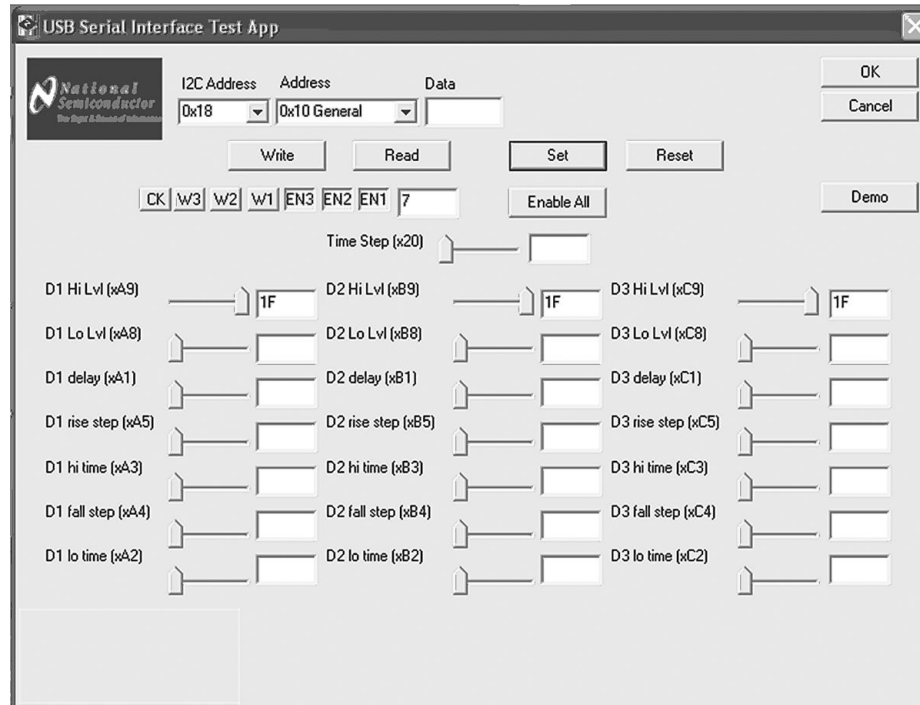 USB Serial Interface Test App
National
Semiconductor
The Sight & Sound of Information
I2C Address Address Data
0x18 0x10 General
OK
Cancel
Write Read Set Reset
CK W3 W2 W1 EN3 EN2 EN1 7 Enable All Demo
Time Step (x20)
D1 Hi Lvl (xA9) 1F D2 Hi Lvl (xB9) 1F D3 Hi Lvl (xC9) 1F
D1 Lo Lvl (xA8) D2 Lo Lvl (xB8) D3 Lo Lvl (xC8)
D1 delay (xA1) D2 delay (xB1) D3 delay (xC1)
D1 rise step (xA5) D2 rise step (xB5) D3 rise step (xC5)
D1 hi time (xA3) D2 hi time (xB3) D3 hi time (xC3)
D1 fall step (xA4) D2 fall step (xB4) D3 fall step (xC4)
D1 lo time (xA2) D2 lo time (xB2) D3 lo time (xC2)